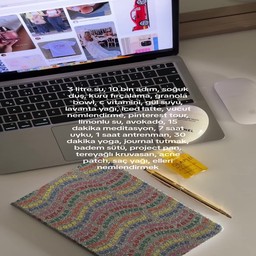 3 litre su, 10 bin adım, soğuk
duş, kuru fırçalama, granola
bowl, c vitamini, gül suyu,
lavanta yağı, iced latte, vücut
nemlendirme, pinterest tour,
limonlu su, avokado, 15
dakika meditasyon, 7 saat
uyku, 1 saat antrenman, 30
dakika yoga, journal tutmak,
badem sütü, project pan,
tereyağlı kruvasan, acne
patch, saç yağı, elleri
nemlendirmek